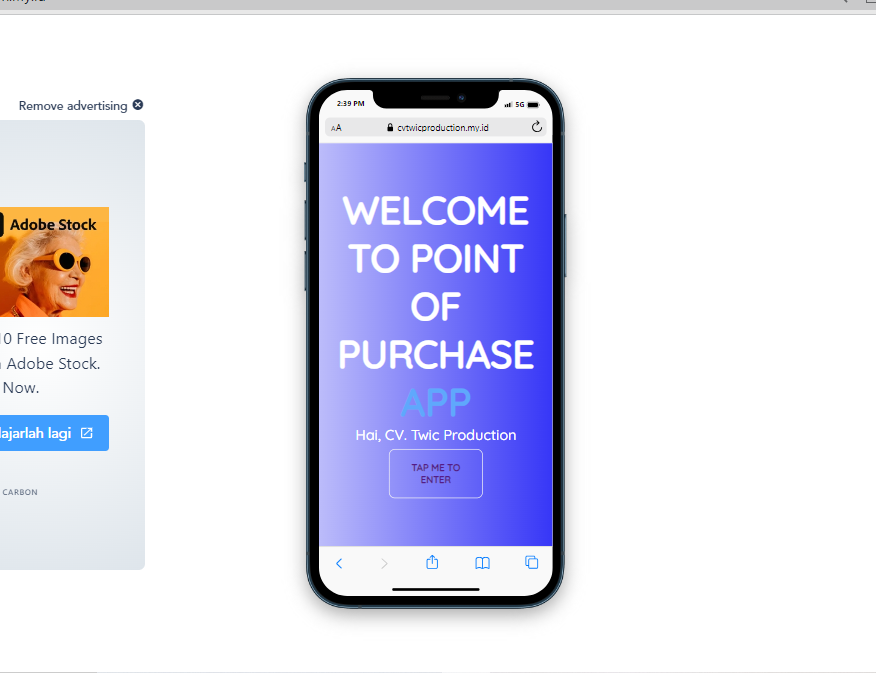 Remove advertising
Adobe Stock
10 Free Images
Adobe Stock.
Now.
lajarlah lagi
CARBON
2:39 PM
5G
AA
cvtwicproduction.my.id
WELCOME
TO POINT
OF
PURCHASE
APP
Hai, CV. Twic Production
TAP ME TO
ENTER